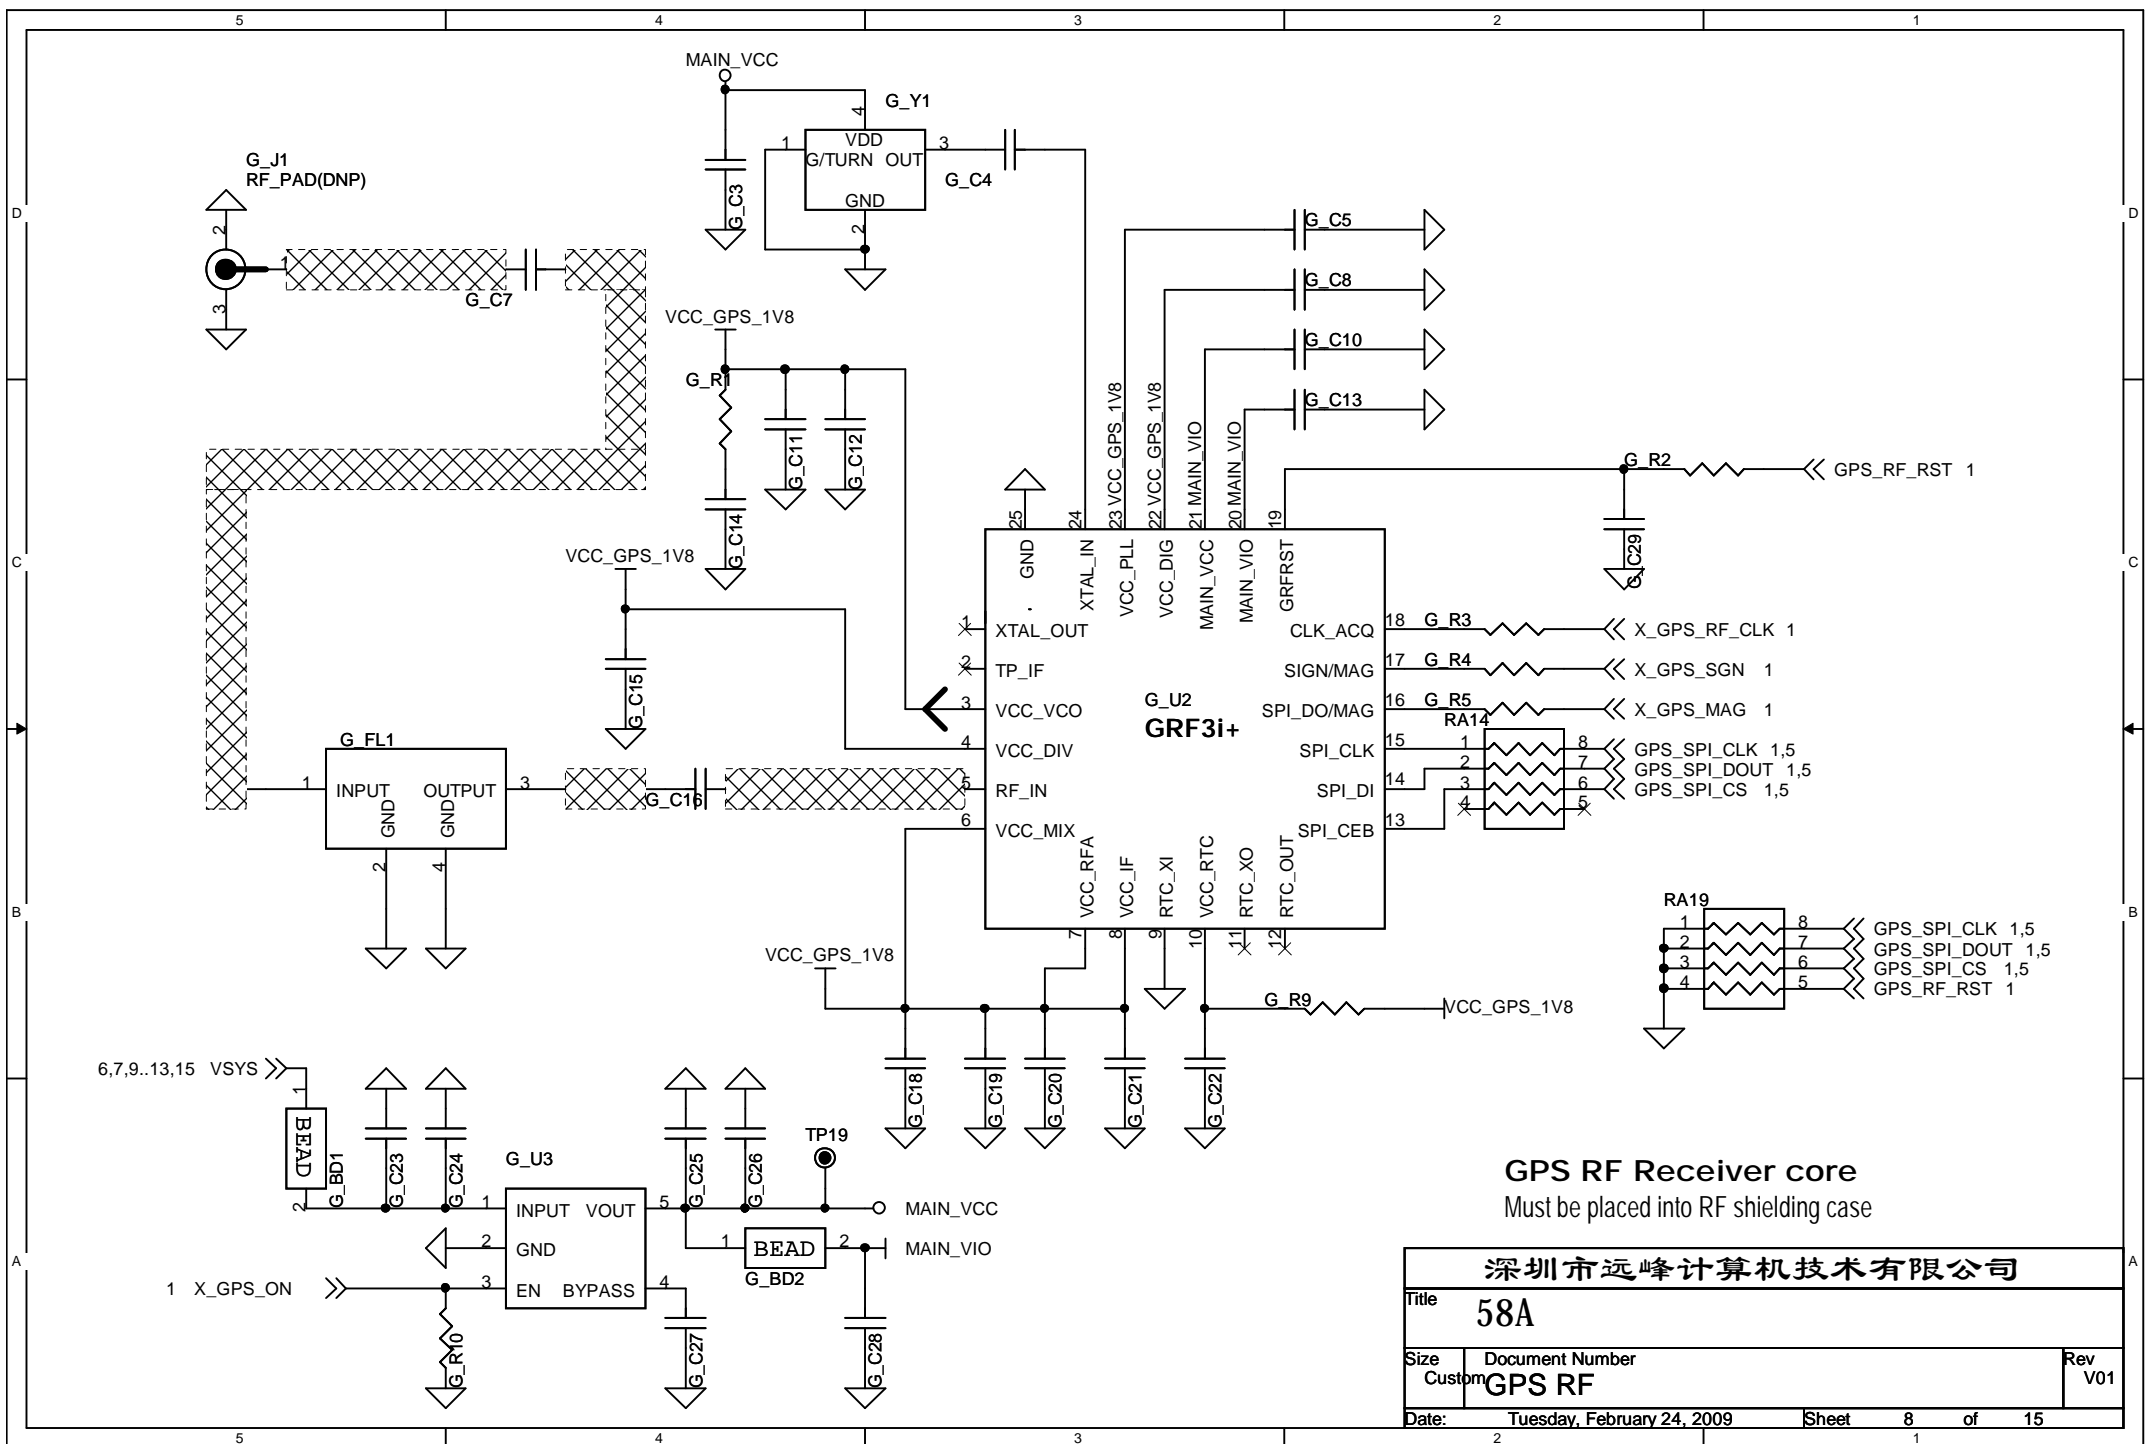 5 4 3 2 1
MAIN_VCC
G_Y1
4
1 VDD 3
G/TURN OUT
GND
2
G_C3
G_C4
G_J1
RF_PAD(DNP)
2
1
3
G_C7
D D
G_C5
G_C8
G_C10
G_C13
VCC_GPS_1V8
G_R1
G_C11
G_C12
G_C14
VCC_GPS_1V8
G_C15
C C
23 VCC_GPS_1V8
22 VCC_GPS_1V8
21 MAIN_VIO
20 MAIN_VIO
25
24
19
G_R2
GPS_RF_RST 1
G_C29
GND
XTAL_IN
VCC_PLL
VCC_DIG
MAIN_VCC
MAIN_VIO
GRFRST
1 XTAL_OUT
2 TP_IF
3 VCC_VCO
4 VCC_DIV
5 RF_IN
6 VCC_MIX
G_U2
GRF3i+
CLK_ACQ 18 G_R3 X_GPS_RF_CLK 1
SIGN/MAG 17 G_R4 X_GPS_SGN 1
SPI_DO/MAG 16 G_R5 X_GPS_MAG 1
RA14
SPI_CLK 15 1 8 GPS_SPI_CLK 1,5
2 7 GPS_SPI_DOUT 1,5
SPI_DI 14 3 6 GPS_SPI_CS 1,5
4 5
SPI_CEB 13
VCC_RFA
VCC_IF
RTC_XI
VCC_RTC
RTC_XO
RTC_OUT
7
8
9
10
11
12
G_FL1
1 INPUT OUTPUT 3
GND
GND
2
4
G_C16
B B
RA19
1 8 GPS_SPI_CLK 1,5
2 7 GPS_SPI_DOUT 1,5
3 6 GPS_SPI_CS 1,5
4 5 GPS_RF_RST 1
VCC_GPS_1V8
G_R9 VCC_GPS_1V8
G_C18
G_C19
G_C20
G_C21
G_C22
6,7,9..13,15 VSYS
1
BEAD
2
G_BD1
G_C23
G_C24
G_U3
1 INPUT VOUT 5
2 GND
3 EN BYPASS 4
G_C25
G_C26
TP19
MAIN_VCC
1 BEAD 2 MAIN_VIO
G_BD2
1 X_GPS_ON
G_R10
G_C27
G_C28
A A
GPS RF Receiver core
Must be placed into RF shielding case
深圳市远峰计算机技术有限公司
Title
58A
Size Document Number Rev
Custom GPS RF V01
Date: Tuesday, February 24, 2009 Sheet 8 of 15
5 4 3 2 1